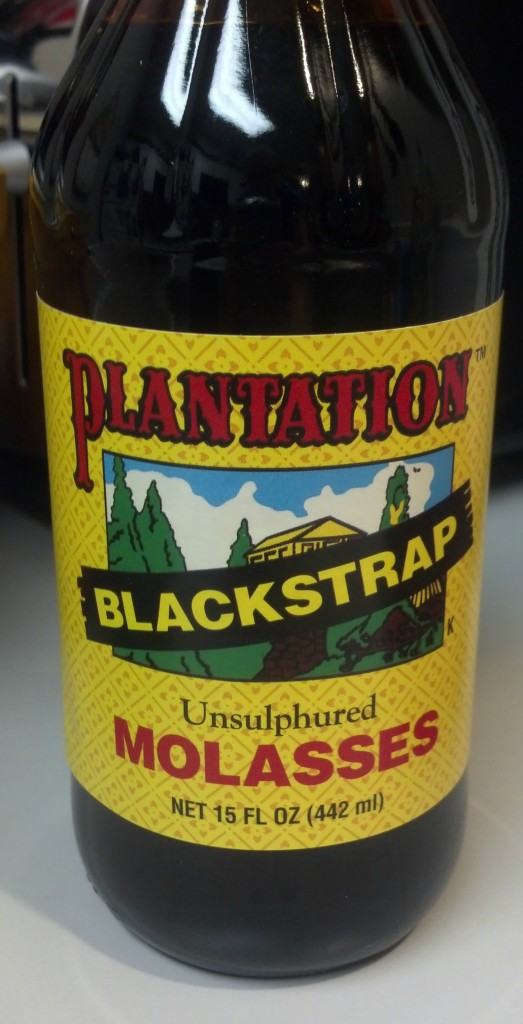 PLANTATION™
BLACKSTRAP
K
Unsulphured
MOLASSES
NET 15 FL OZ (442 ml)